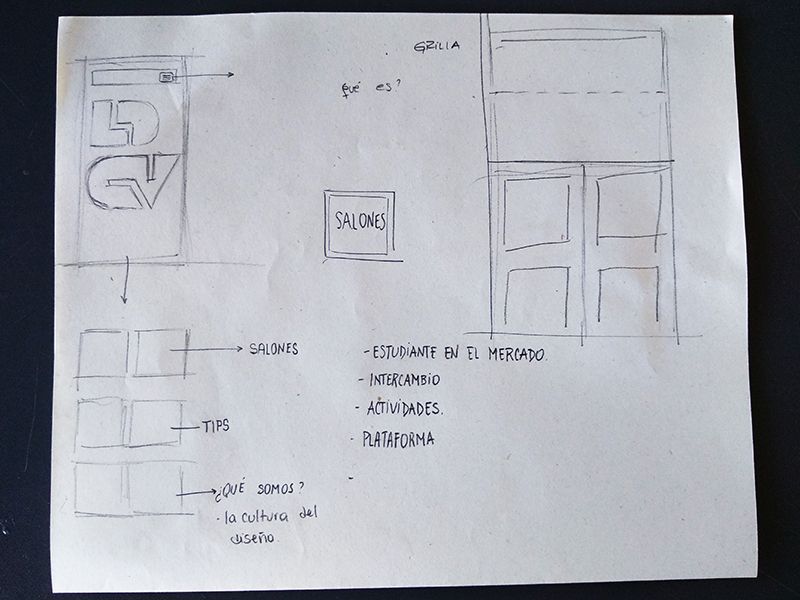 GRILLA
qué es?
LD
GV
SALONES
SALONES
TIPS
¿QUÉ SOMOS?
· la cultura del
diseño.
- ESTUDIANTE EN EL MERCADO.
- INTERCAMBIO
- ACTIVIDADES.
- PLATAFORMA
-